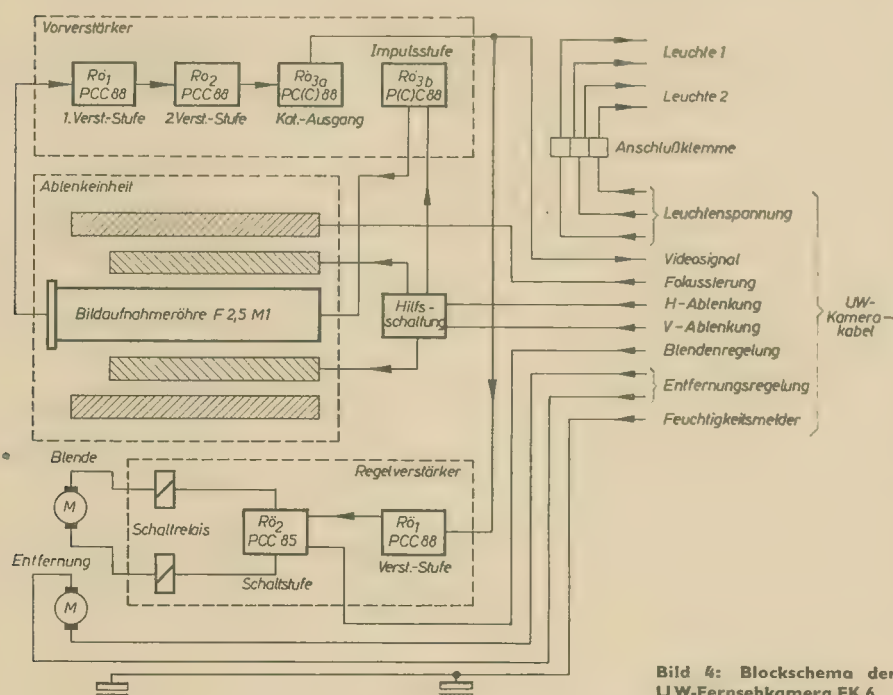 Vorverstärker
Impulsstufe
Rö1
PCC 88
Rö2
PCC 88
Rö3a
PC(C) 88
Rö3b
P(C)C 88
1. Verst.-Stufe
2. Verst.-Stufe
Kat.-Ausgang
Leuchte 1
Leuchte 2
Anschlußklemme
Leuchtenspannung
Videosignal
Fokussierung
H-Ablenkung
V-Ablenkung
Blendenregelung
Entfernungsregelung
Feuchtigkeitsmelder
UW-
Kamera-
kabel
Ablenkeinheit
Bildaufnahmeröhre F 2,5 M1
Hilfs-
schaltung
Blende
M
Entfernung
M
Regelverstärker
Schaltrelais
Rö2
PCC 85
Schaltstufe
Rö1
PCC 88
Verst.-Stufe
Bild 4: Blockschema der
UW-Fernsehkamera FK 6